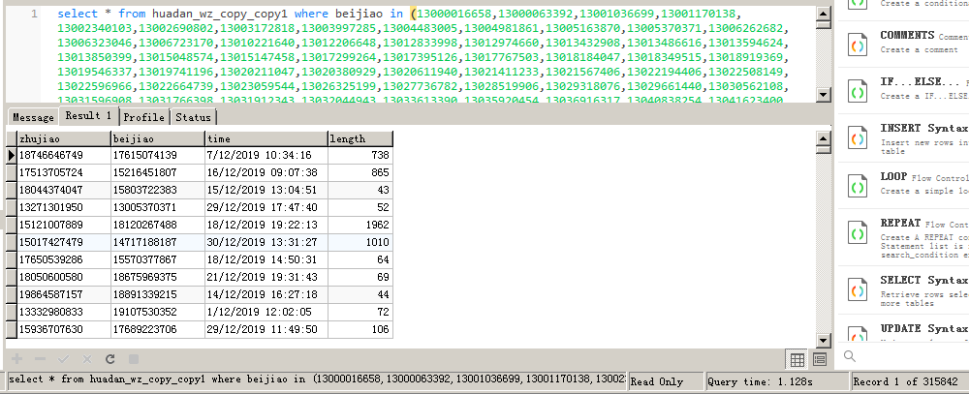 1 select * from huadan_wz_copy_copy1 where beijiao in (13000016658,13000063392,13001036699,13001170138,
13002340103,13002690802,13003172818,13003997285,13004483005,13004981861,13005163870,13005370371,13006262682,
13006323046,13006723170,13010221640,13012206648,13012833998,13012974660,13013432908,13013486616,13013594624,
13013850399,13015048574,13015147458,13017299264,13017395126,13017767503,13018184047,13018349515,13018919369,
13019546337,13019741196,13020211047,13020380929,13020611940,13021411233,13021567406,13022194406,13022508149,
13022596966,13022664739,13023059544,13026325199,13027736782,13028519906,13029318076,13029661440,13030562108,
13031596908,13031766398,13031912343,13032044943,13033613390,13035920454,13036916317,13040838254,13041623400
Message Result 1 Profile Status
zhujiao beijiao time length
18746646749 17615074139 7/12/2019 10:34:16 738
17513705724 15216451807 16/12/2019 09:07:38 865
18044374047 15803722383 15/12/2019 13:04:51 43
13271301950 13005370371 29/12/2019 17:47:40 52
15121007889 18120267488 18/12/2019 19:22:13 1962
15017427479 14717188187 30/12/2019 13:31:27 1010
17650539286 15570377867 18/12/2019 14:50:31 64
18050600580 18675969375 21/12/2019 19:31:43 69
19864587157 18891339215 14/12/2019 16:27:18 44
13332980833 19107530352 1/12/2019 12:02:05 72
15936707630 17689223706 29/12/2019 11:49:50 106
select * from huadan_wz_copy_copy1 where beijiao in (13000016658,13000063392,13001036699,13001170138,13002
Read Only
Query time: 1.128s
Record 1 of 315842
Create a condition
COMMENTS Comment
Create a comment
IF...ELSE...
Create a IF...ELSE
INSERT Syntax
Insert new rows in
table
LOOP Flow Control
Create a simple lo
REPEAT Flow Cont
Create A REPEAT co
Statement list is
search_condition e
SELECT Syntax
Retrieve rows sele
more tables
UPDATE Syntax